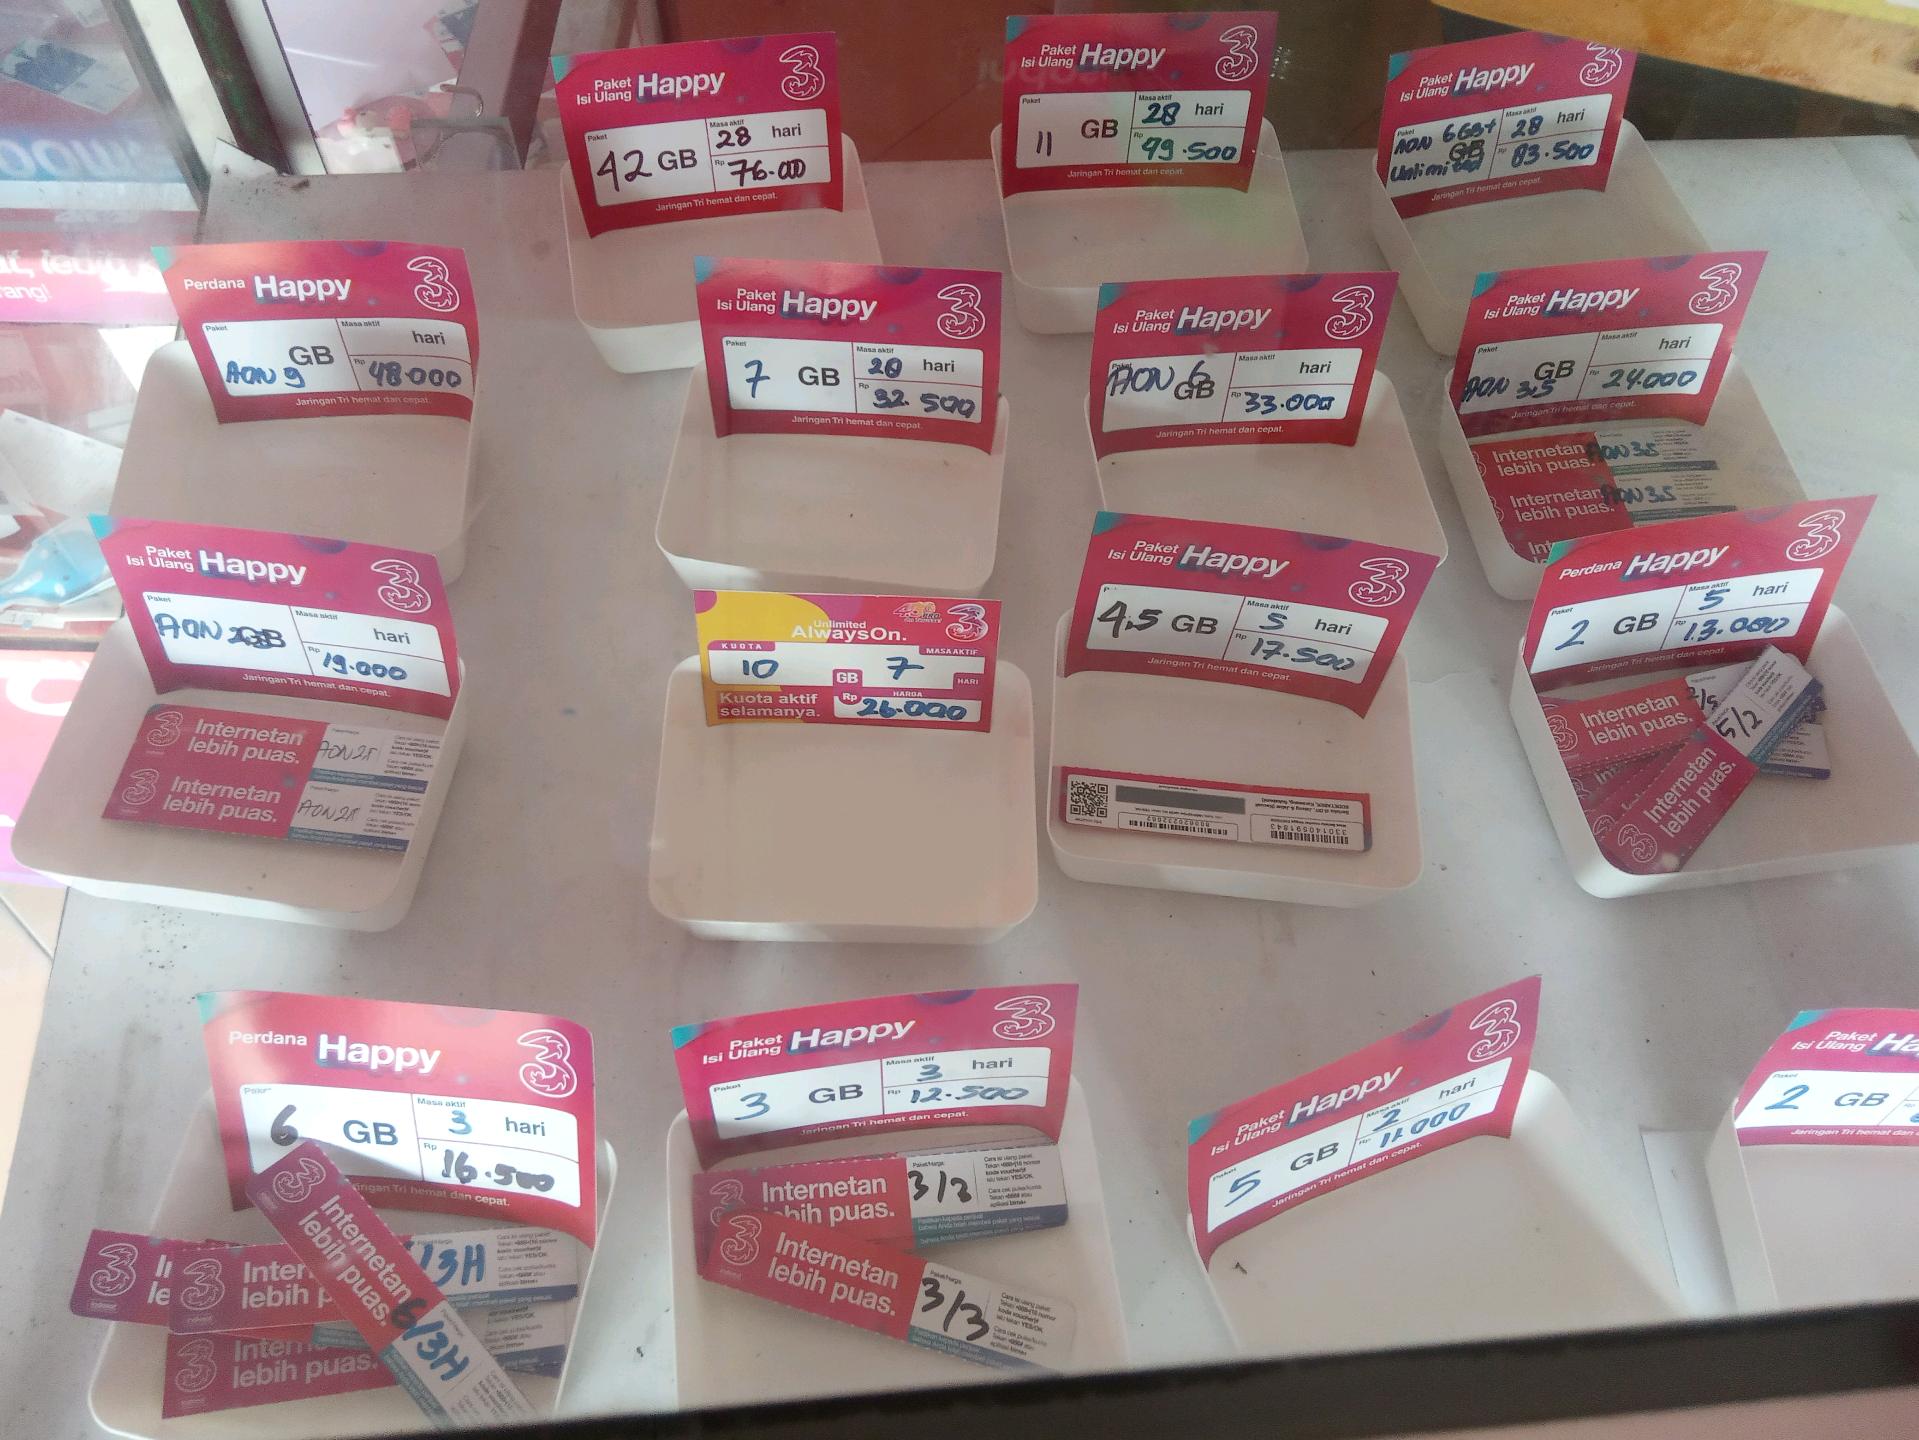 Paket
Isi Ulang Happy
Paket
42 GB
Masa aktif
28 hari
Rp 76.000
Jaringan Tri hemat dan cepat.
Paket
Isi Ulang Happy
Paket
11 GB
Masa aktif
28 hari
Rp 49.500
Jaringan Tri hemat dan cepat.
Paket
Isi Ulang Happy
Paket
AON 6GB+
GB
Masa aktif
28 hari
Rp 83.500
Jaringan Tri hemat dan cepat.
Perdana Happy
Paket
GB
AON 9
Masa aktif
hari
Rp 48.000
Jaringan Tri hemat dan cepat.
Paket
Isi Ulang Happy
Paket
7 GB
Masa aktif
28 hari
Rp 32.500
Jaringan Tri hemat dan cepat.
Paket
Isi Ulang Happy
AON 6
GB
Masa aktif
hari
Rp 33.000
Jaringan Tri hemat dan cepat.
Paket
Isi Ulang Happy
Paket
GB
AON 3.5
Masa aktif
hari
Rp 24.000
Jaringan Tri hemat dan cepat.
Internetan
lebih puas.
AON 3.5
Internetan
lebih puas.
AON 3.5
Paket
Isi Ulang Happy
Paket
AON
GB
Masa aktif
hari
Rp 19.000
Jaringan Tri hemat dan cepat.
Internetan
lebih puas.
Internetan
lebih puas.
Unlimited
AlwaysOn.
KUOTA
10
GB
MASA AKTIF
7
HARI
Kuota aktif
selamanya.
HARGA
Rp 26.000
Paket
Isi Ulang Happy
4,5 GB
Masa aktif
5 hari
Rp 17.500
Jaringan Tri hemat dan cepat.
Perdana Happy
Paket
2 GB
Masa aktif
5 hari
Rp 13.000
Jaringan Tri hemat dan cepat.
Internetan
lebih puas.
5/2
Internetan
lebih puas.
Perdana Happy
6 GB
Masa aktif
3 hari
Rp 16.500
Jaringan Tri hemat dan cepat.
Internetan
lebih puas.
6/3H
/3H
lebih puas.
Paket
Isi Ulang Happy
Paket
3 GB
Masa aktif
3 hari
Rp 12.500
Jaringan Tri hemat dan cepat.
Internetan
lebih puas.
Paket/Harga:
3/3
Internetan
lebih puas.
Paket/Harga:
3/3
Paket
Isi Ulang Happy
Paket
5 GB
Masa aktif
2 hari
Rp 11.000
Jaringan Tri hemat dan cepat.
Paket
Isi Ulang
Paket
2 GB
Jaringan Tri hemat dan